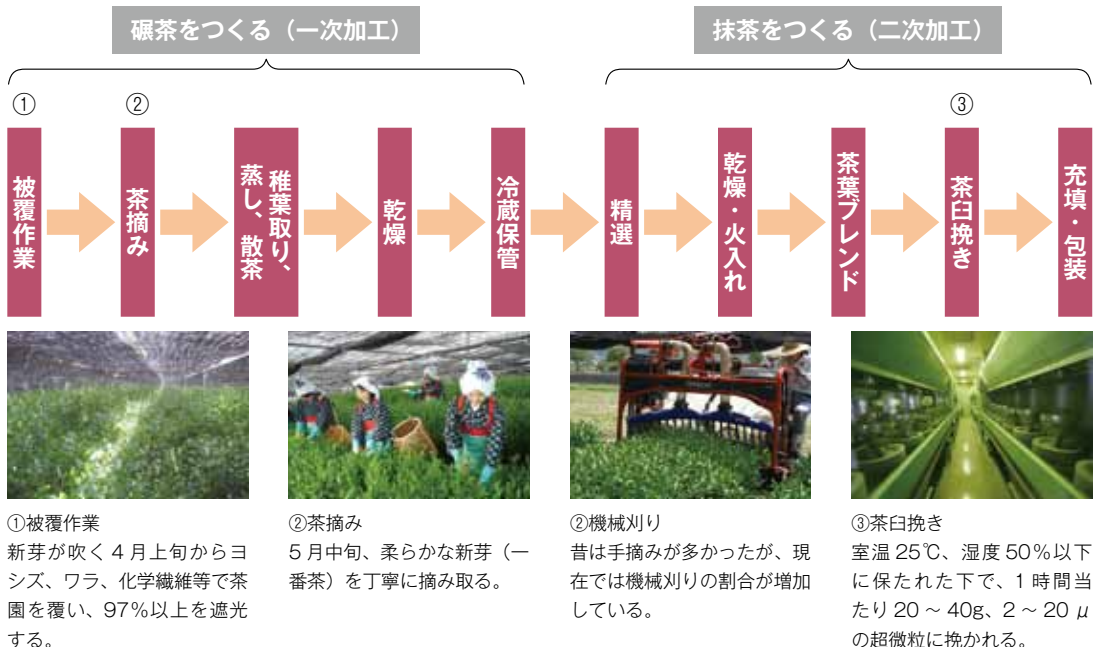 碾茶をつくる（一次加工）
抹茶をつくる（二次加工）
①
②
③
被覆作業
茶摘み
稚葉取り、
蒸し、散茶
乾燥
冷蔵保管
精選
乾燥・火入れ
茶葉ブレンド
茶臼挽き
充填・包装
①被覆作業
新芽が吹く４月上旬からヨ
シズ、ワラ、化学繊維等で茶
園を覆い、97％以上を遮光
する。
②茶摘み
５月中旬、柔らかな新芽（一
番茶）を丁寧に摘み取る。
②機械刈り
昔は手摘みが多かったが、現
在では機械刈りの割合が増加
している。
③茶臼挽き
室温 25℃、湿度 50％以下
に保たれた下で、1 時間当
たり 20 ～ 40g、2 ～ 20 μ
の超微粒に挽かれる。